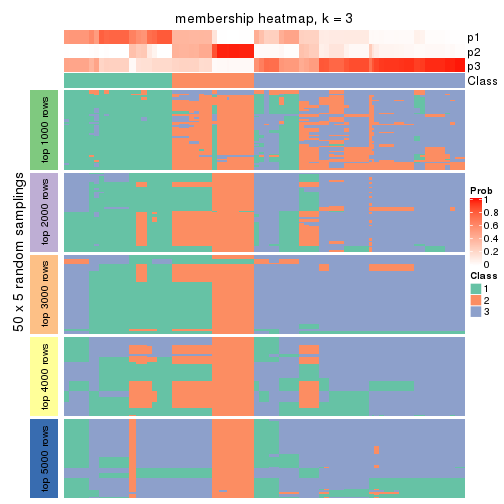 membership heatmap, k = 3
p1
p2
p3
Class
50 x 5 random samplings
top 1000 rows
top 2000 rows
top 3000 rows
top 4000 rows
top 5000 rows
Prob
1
0.8
0.6
0.4
0.2
0
Class
1
2
3